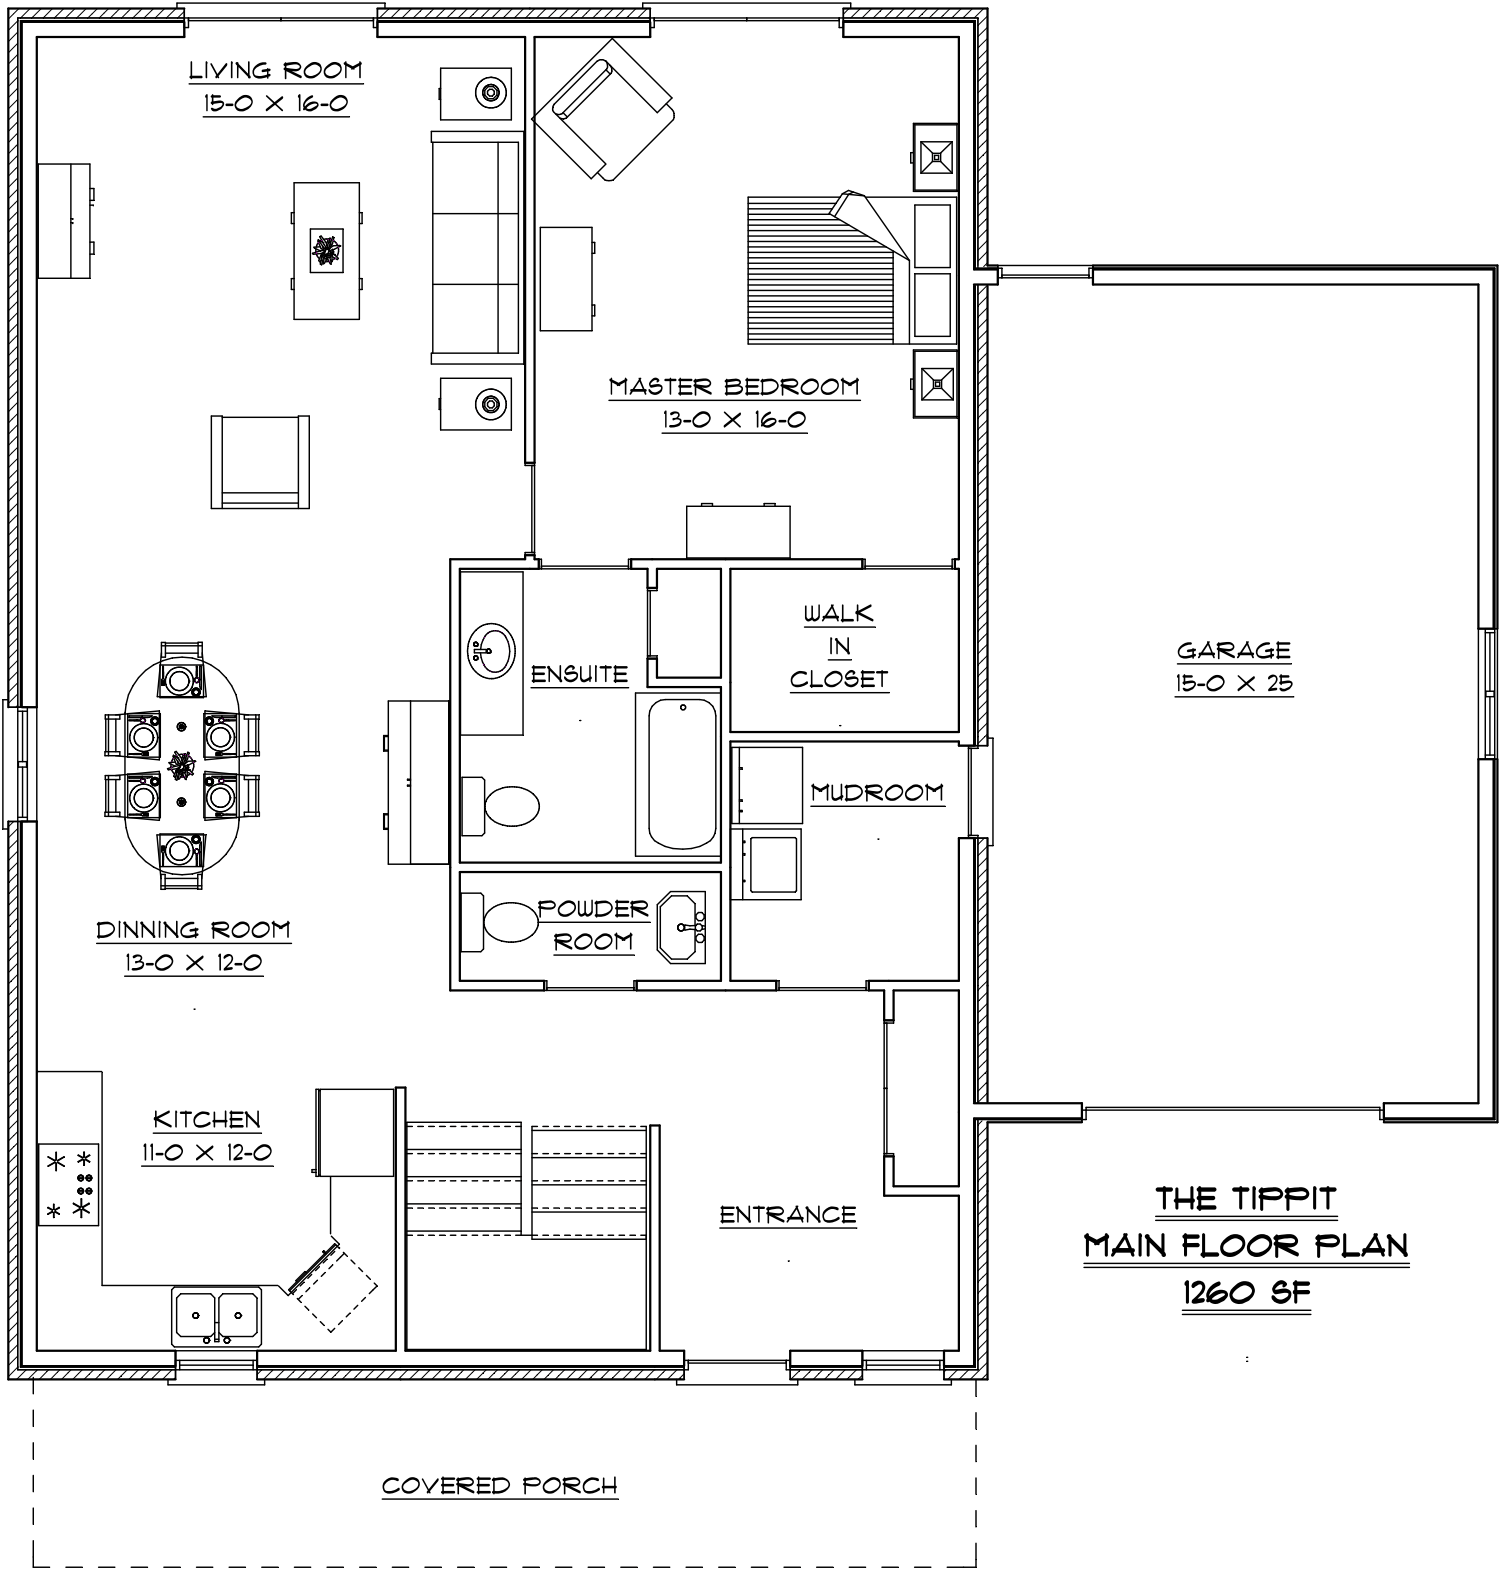 LIVING ROOM
15-0 X 16-0
MASTER BEDROOM
13-0 X 16-0
WALK
IN
CLOSET
ENSUITE
GARAGE
15-0 X 25
MUDROOM
POWDER
ROOM
DINNING ROOM
13-0 X 12-0
KITCHEN
11-0 X 12-0
ENTRANCE
THE TIPPIT
MAIN FLOOR PLAN
1260 SF
COVERED PORCH